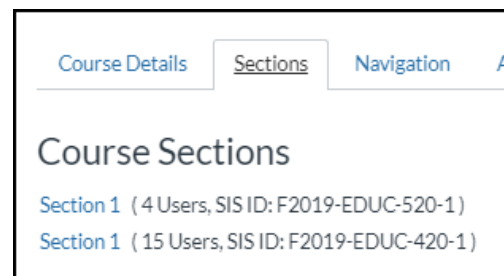 Course Details Sections Navigation
Course Sections
Section 1 ( 4 Users, SIS ID: F2019-EDUC-520-1 )
Section 1 ( 15 Users, SIS ID: F2019-EDUC-420-1 )